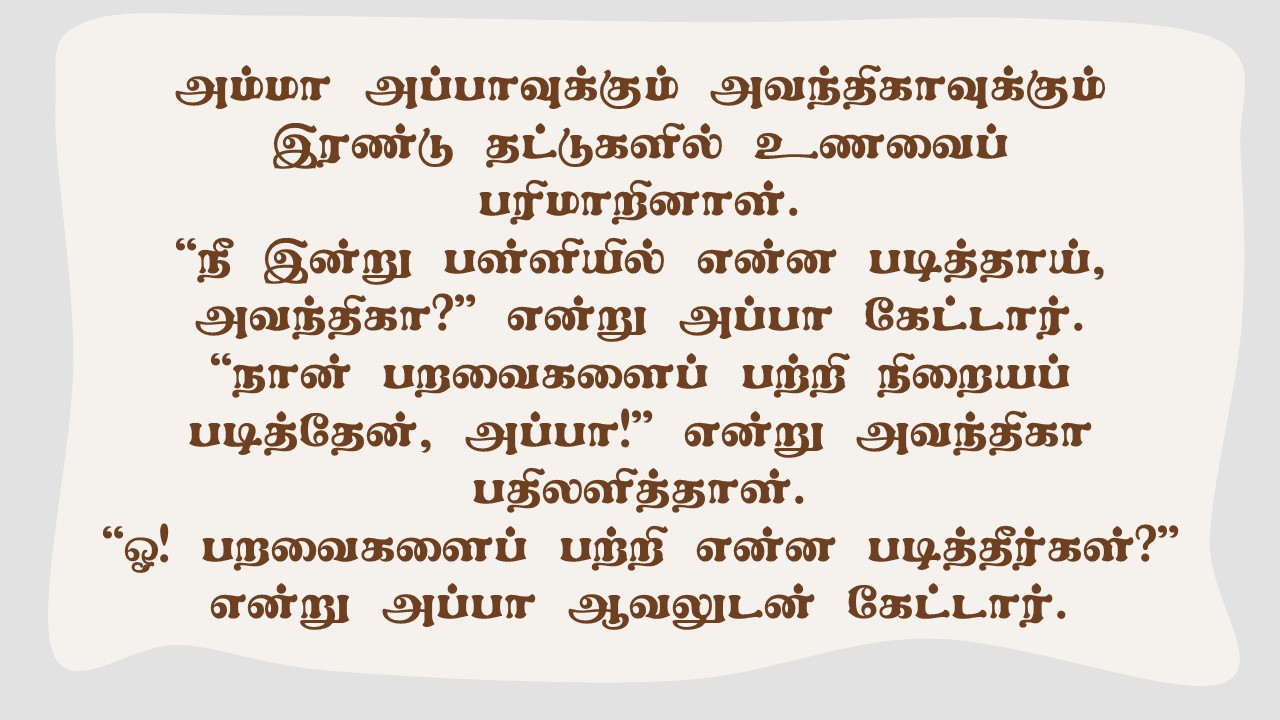 அம்மா அப்பாவுக்கும் அவந்திகாவுக்கும்
இரண்டு தட்டுகளில் உணவைப்
பரிமாறினாள்.
“நீ இன்று பள்ளியில் என்ன படித்தாய்,
அவந்திகா?” என்று அப்பா கேட்டார்.
“நான் பறவைகளைப் பற்றி நிறையப்
படித்தேன், அப்பா!” என்று அவந்திகா
பதிலளித்தாள்.
“ஓ! பறவைகளைப் பற்றி என்ன படித்தீர்கள்?”
என்று அப்பா ஆவலுடன் கேட்டார்.